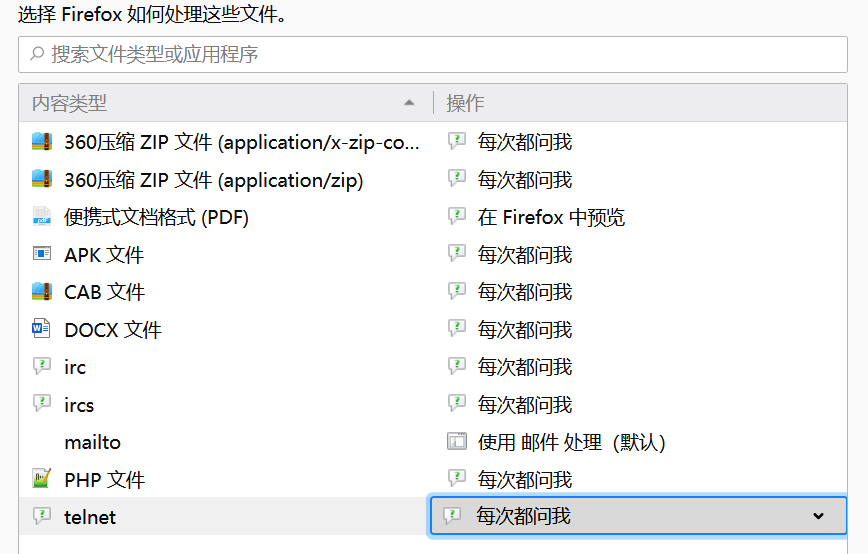 选择 Firefox 如何处理这些文件。
搜索文件类型或应用程序
内容类型 操作
360压缩 ZIP 文件 (application/x-zip-co... 每次都问我
360压缩 ZIP 文件 (application/zip) 每次都问我
便携式文档格式 (PDF) 在 Firefox 中预览
APK 文件 每次都问我
CAB 文件 每次都问我
DOCX 文件 每次都问我
irc 每次都问我
ircs 每次都问我
mailto 使用 邮件 处理（默认）
PHP 文件 每次都问我
telnet 每次都问我